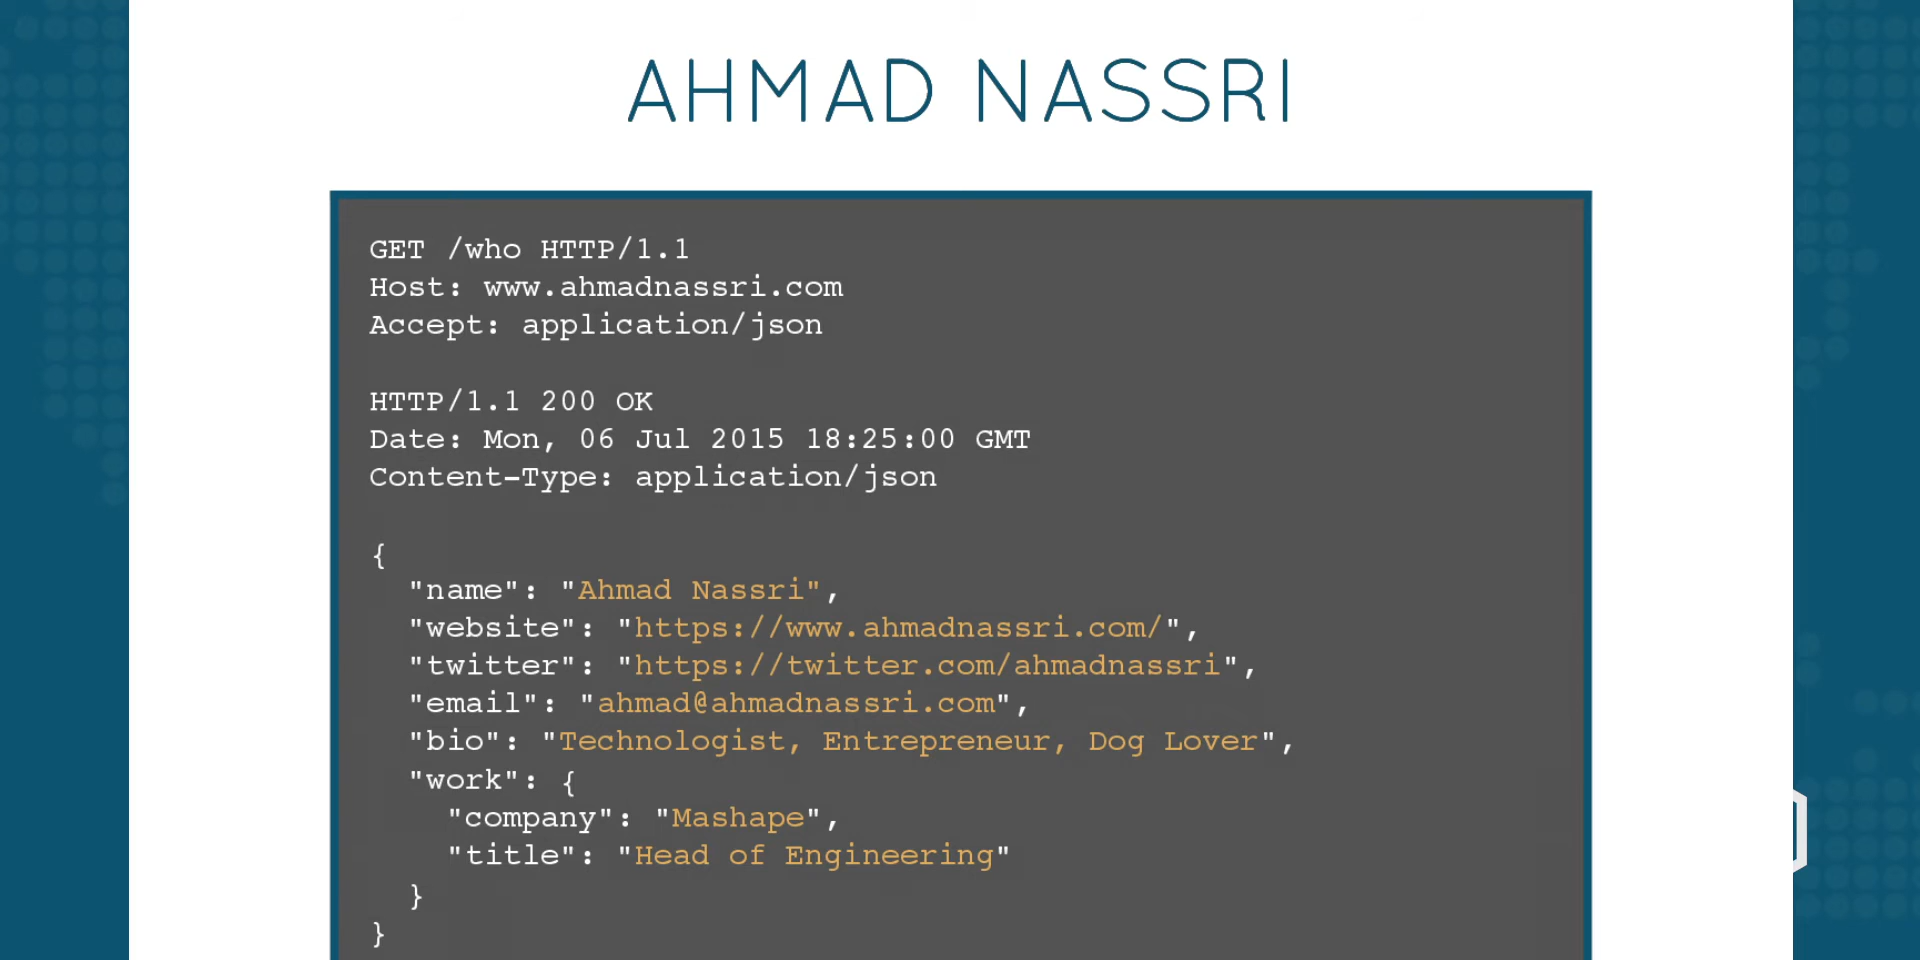 AHMAD NASSRI
GET /who HTTP/1.1
Host: www.ahmadnassri.com
Accept: application/json
HTTP/1.1 200 OK
Date: Mon, 06 Jul 2015 18:25:00 GMT
Content-Type: application/json
{
"name": "Ahmad Nassri",
"website": "https://www.ahmadnassri.com/",
"twitter": "https://twitter.com/ahmadnassri",
"email": "ahmad@ahmadnassri.com",
"bio": "Technologist, Entrepreneur, Dog Lover",
"work": {
"company": "Mashape",
"title": "Head of Engineering"
}
}